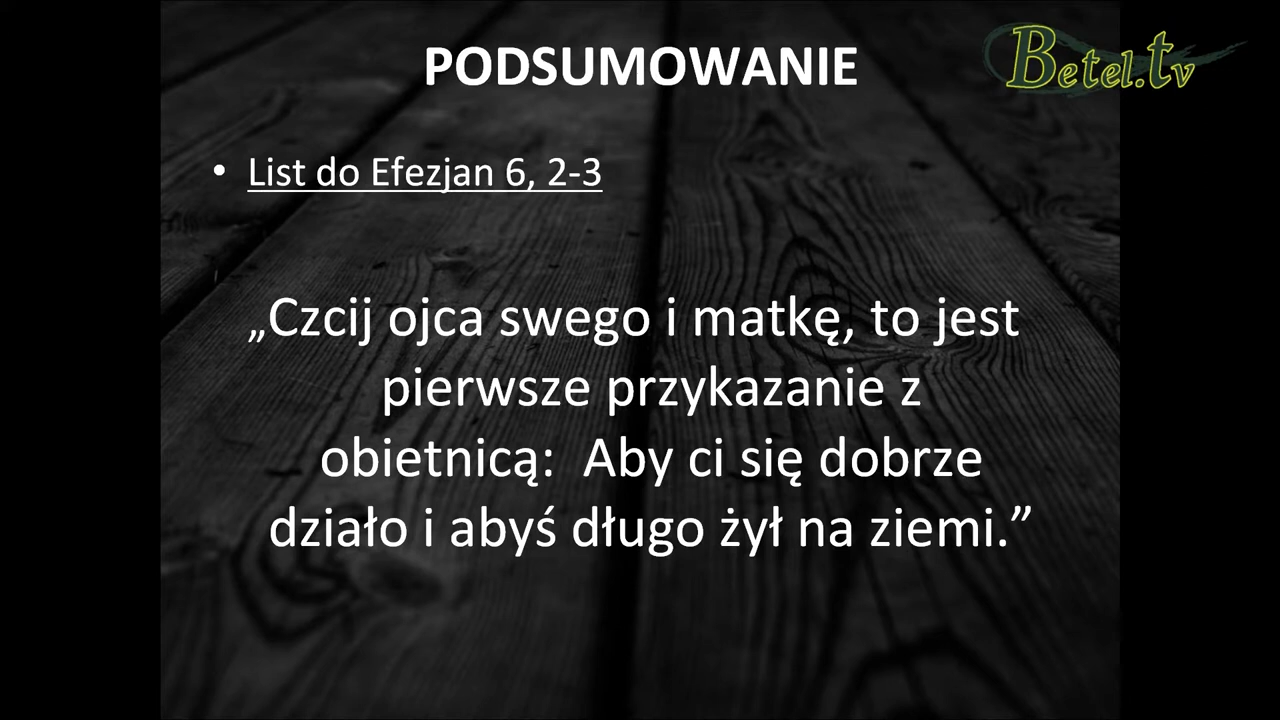 PODSUMOWANIE
Betel.tv
• List do Efezjan 6, 2-3
„Czcij ojca swego i matkę, to jest
pierwsze przykazanie z
obietnicą:  Aby ci się dobrze
działo i abyś długo żył na ziemi.”